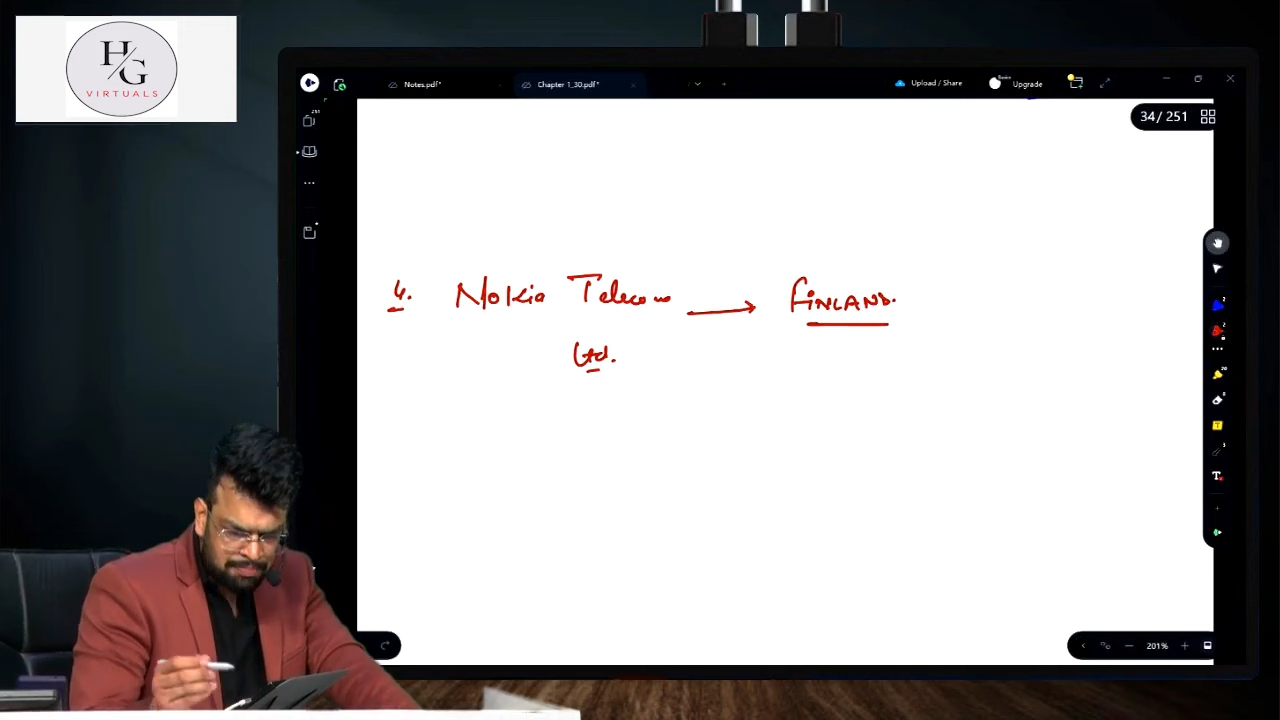 H/G
VIRTUALS
Notes.pdf*
Chapter 1_30.pdf*
Upload / Share
Upgrade
34 / 251
4. Nokia Telecom → FINLAND.
Ltd.
201%